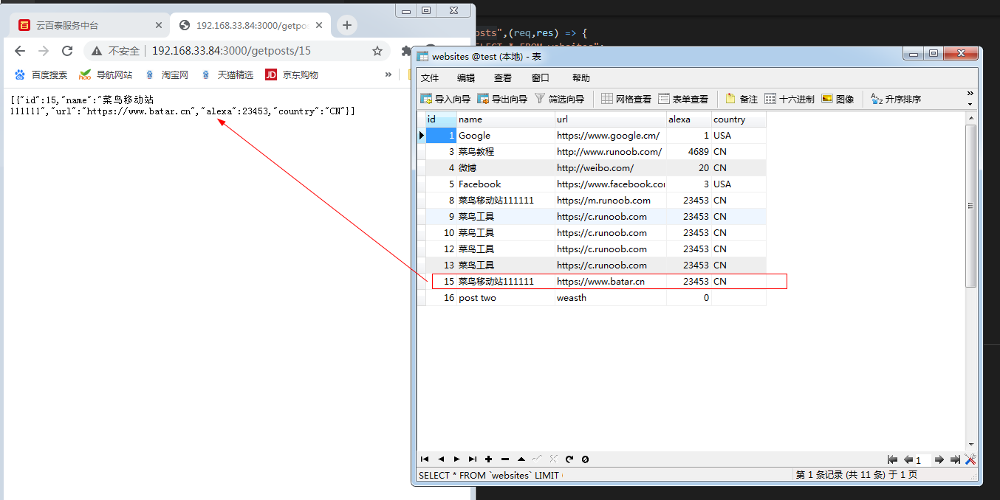 云百泰服务中台
192.168.33.84:3000/getpo
不安全
192.168.33.84:3000/getposts/15
百度搜索
导航网站
淘宝网
天猫精选
JD
京东购物
[{"id":15,"name":"菜鸟移动站
111111","url":"https://www.batar.cn","alexa":23453,"country":"CN"}]
osts",(req,res) => {
websites @test (本地) - 表
文件 编辑 查看 窗口 帮助
导入向导 导出向导 筛选向导 网格查看 表单查看 备注 十六进制 图像 升序排序
id name url alexa country
1 Google https://www.google.cm/ 1 USA
3 菜鸟教程 http://www.runoob.com/ 4689 CN
4 微博 http://weibo.com/ 20 CN
5 Facebook https://www.facebook.co 3 USA
8 菜鸟移动站111111 https://m.runoob.com 23453 CN
9 菜鸟工具 https://c.runoob.com 23453 CN
10 菜鸟工具 https://c.runoob.com 23453 CN
12 菜鸟工具 https://c.runoob.com 23453 CN
13 菜鸟工具 https://c.runoob.com 23453 CN
15 菜鸟移动站111111 https://www.batar.cn 23453 CN
16 post two weasth 0
1
SELECT * FROM `websites` LIMIT
第 1 条记录 (共 11 条) 于 1 页